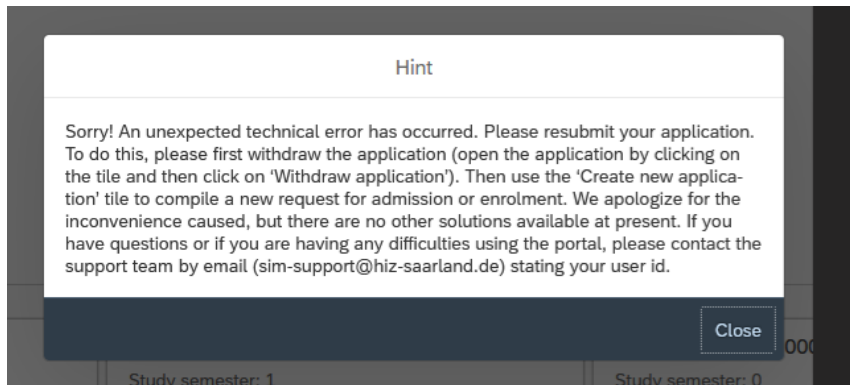 Hint
Sorry! An unexpected technical error has occurred. Please resubmit your application.
To do this, please first withdraw the application (open the application by clicking on
the tile and then click on ‘Withdraw application’). Then use the ‘Create new applica-
tion’ tile to compile a new request for admission or enrolment. We apologize for the
inconvenience caused, but there are no other solutions available at present. If you
have questions or if you are having any difficulties using the portal, please contact the
support team by email (sim-support@hiz-saarland.de) stating your user id.
Close
Study semester: 1
Study semester: 0